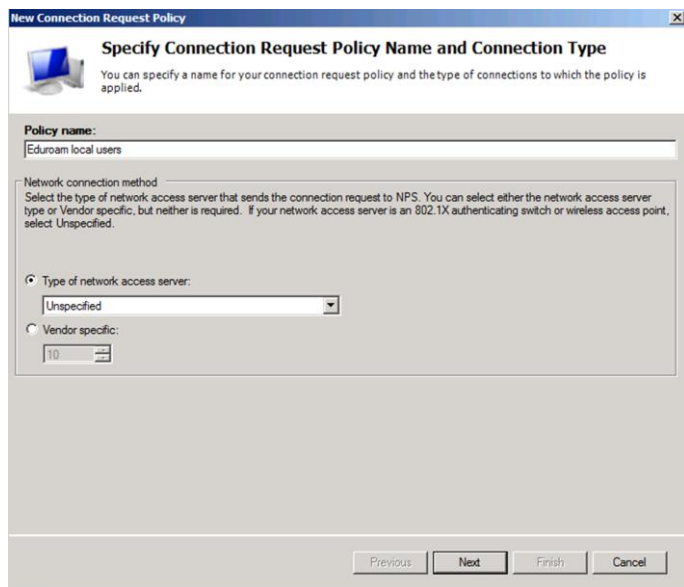 New Connection Request Policy
Specify Connection Request Policy Name and Connection Type
You can specify a name for your connection request policy and the type of connections to which the policy is
applied.
Policy name:
Eduroam local users
Network connection method
Select the type of network access server that sends the connection request to NPS. You can select either the network access server
type or Vendor specific, but neither is required. If your network access server is an 802.1X authenticating switch or wireless access point,
select Unspecified.
Type of network access server:
Unspecified
Vendor specific:
10
Previous Next Finish Cancel